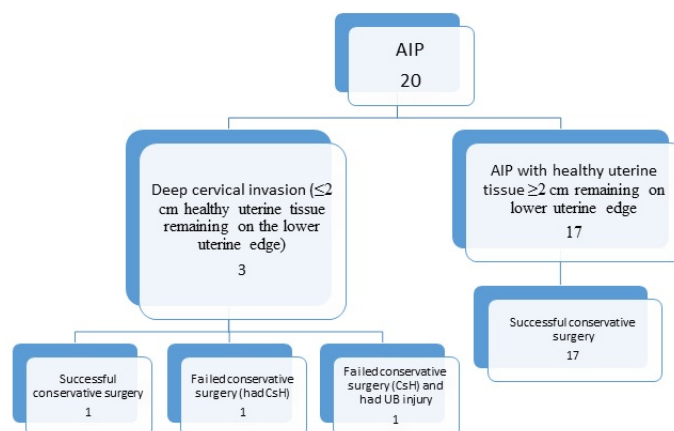 AIP
20
Deep cervical invasion (≤2
cm healthy uterine tissue
remaining on the lower
uterine edge)
3
AIP with healthy uterine
tissue ≥2 cm remaining on
lower uterine edge
17
Successful
conservative surgery
1
Failed conservative
surgery (had CsH)
1
Failed conservative
surgery (CsH) and
had UB injury
1
Successful conservative
surgery
17